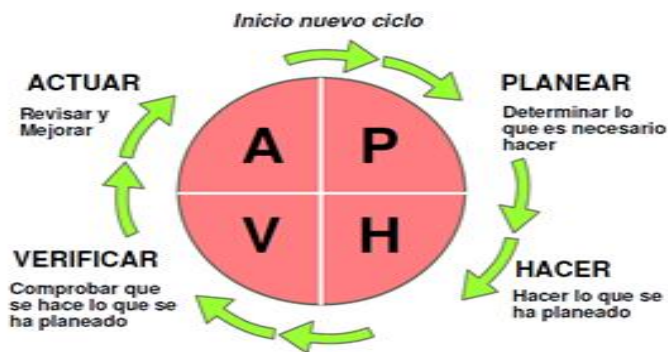 Inicio nuevo ciclo
ACTUAR
Revisar y
Mejorar
PLANEAR
Determinar lo
que es necesario
hacer
A
P
V
H
VERIFICAR
Comprobar que
se hace lo que se
ha planeado
HACER
Hacer lo que se
ha planeado